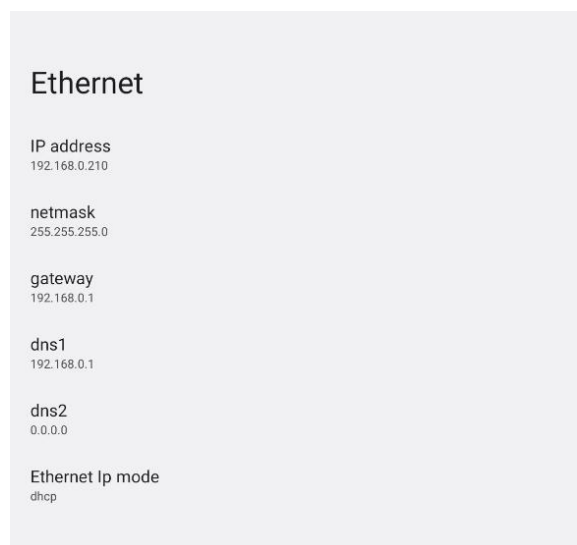 Ethernet
IP address
192.168.0.210
netmask
255.255.255.0
gateway
192.168.0.1
dns1
192.168.0.1
dns2
0.0.0.0
Ethernet Ip mode
dhcp